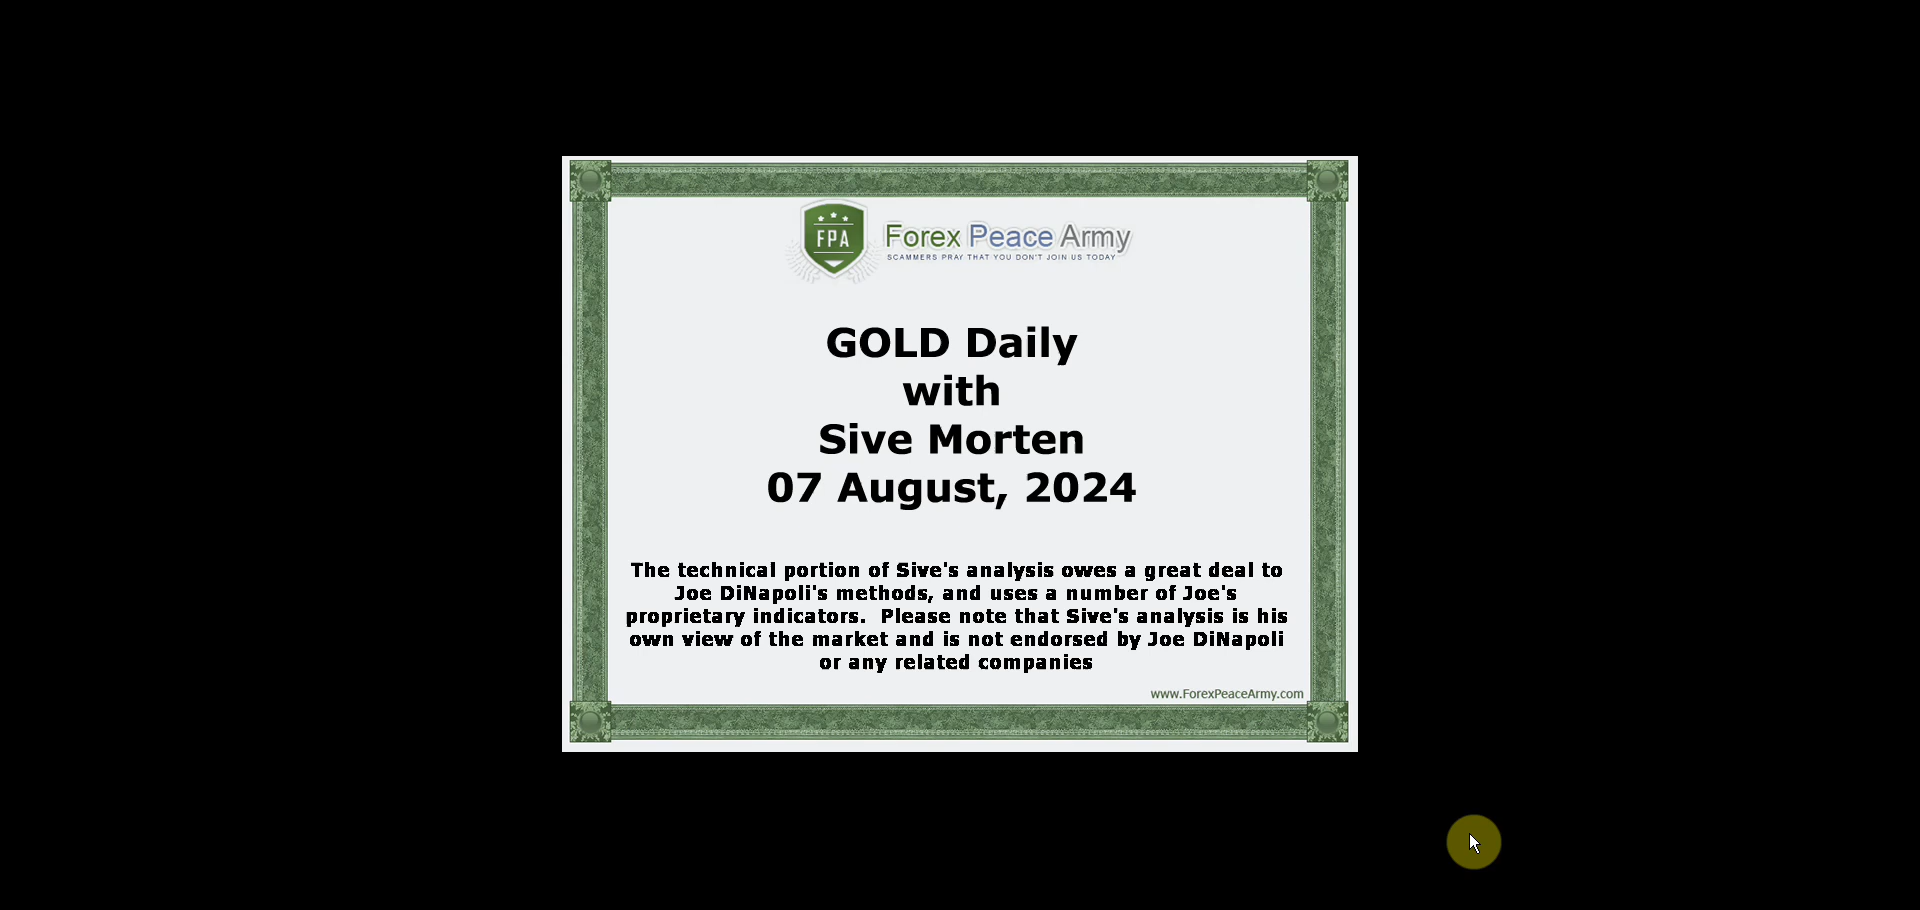 FPA
Forex Peace Army
SCAMMERS PRAY THAT YOU DON'T JOIN US TODAY
GOLD Daily
with
Sive Morten
07 August, 2024
The technical portion of Sive's analysis owes a great deal to
Joe DiNapoli's methods, and uses a number of Joe's
proprietary indicators.  Please note that Sive's analysis is his
own view of the market and is not endorsed by Joe DiNapoli
or any related companies
www.ForexPeaceArmy.com